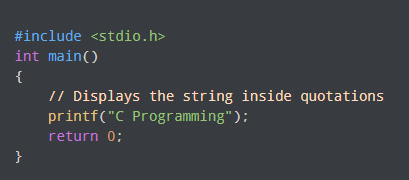 #include <stdio.h>
int main()
{
    // Displays the string inside quotations
    printf("C Programming");
    return 0;
}